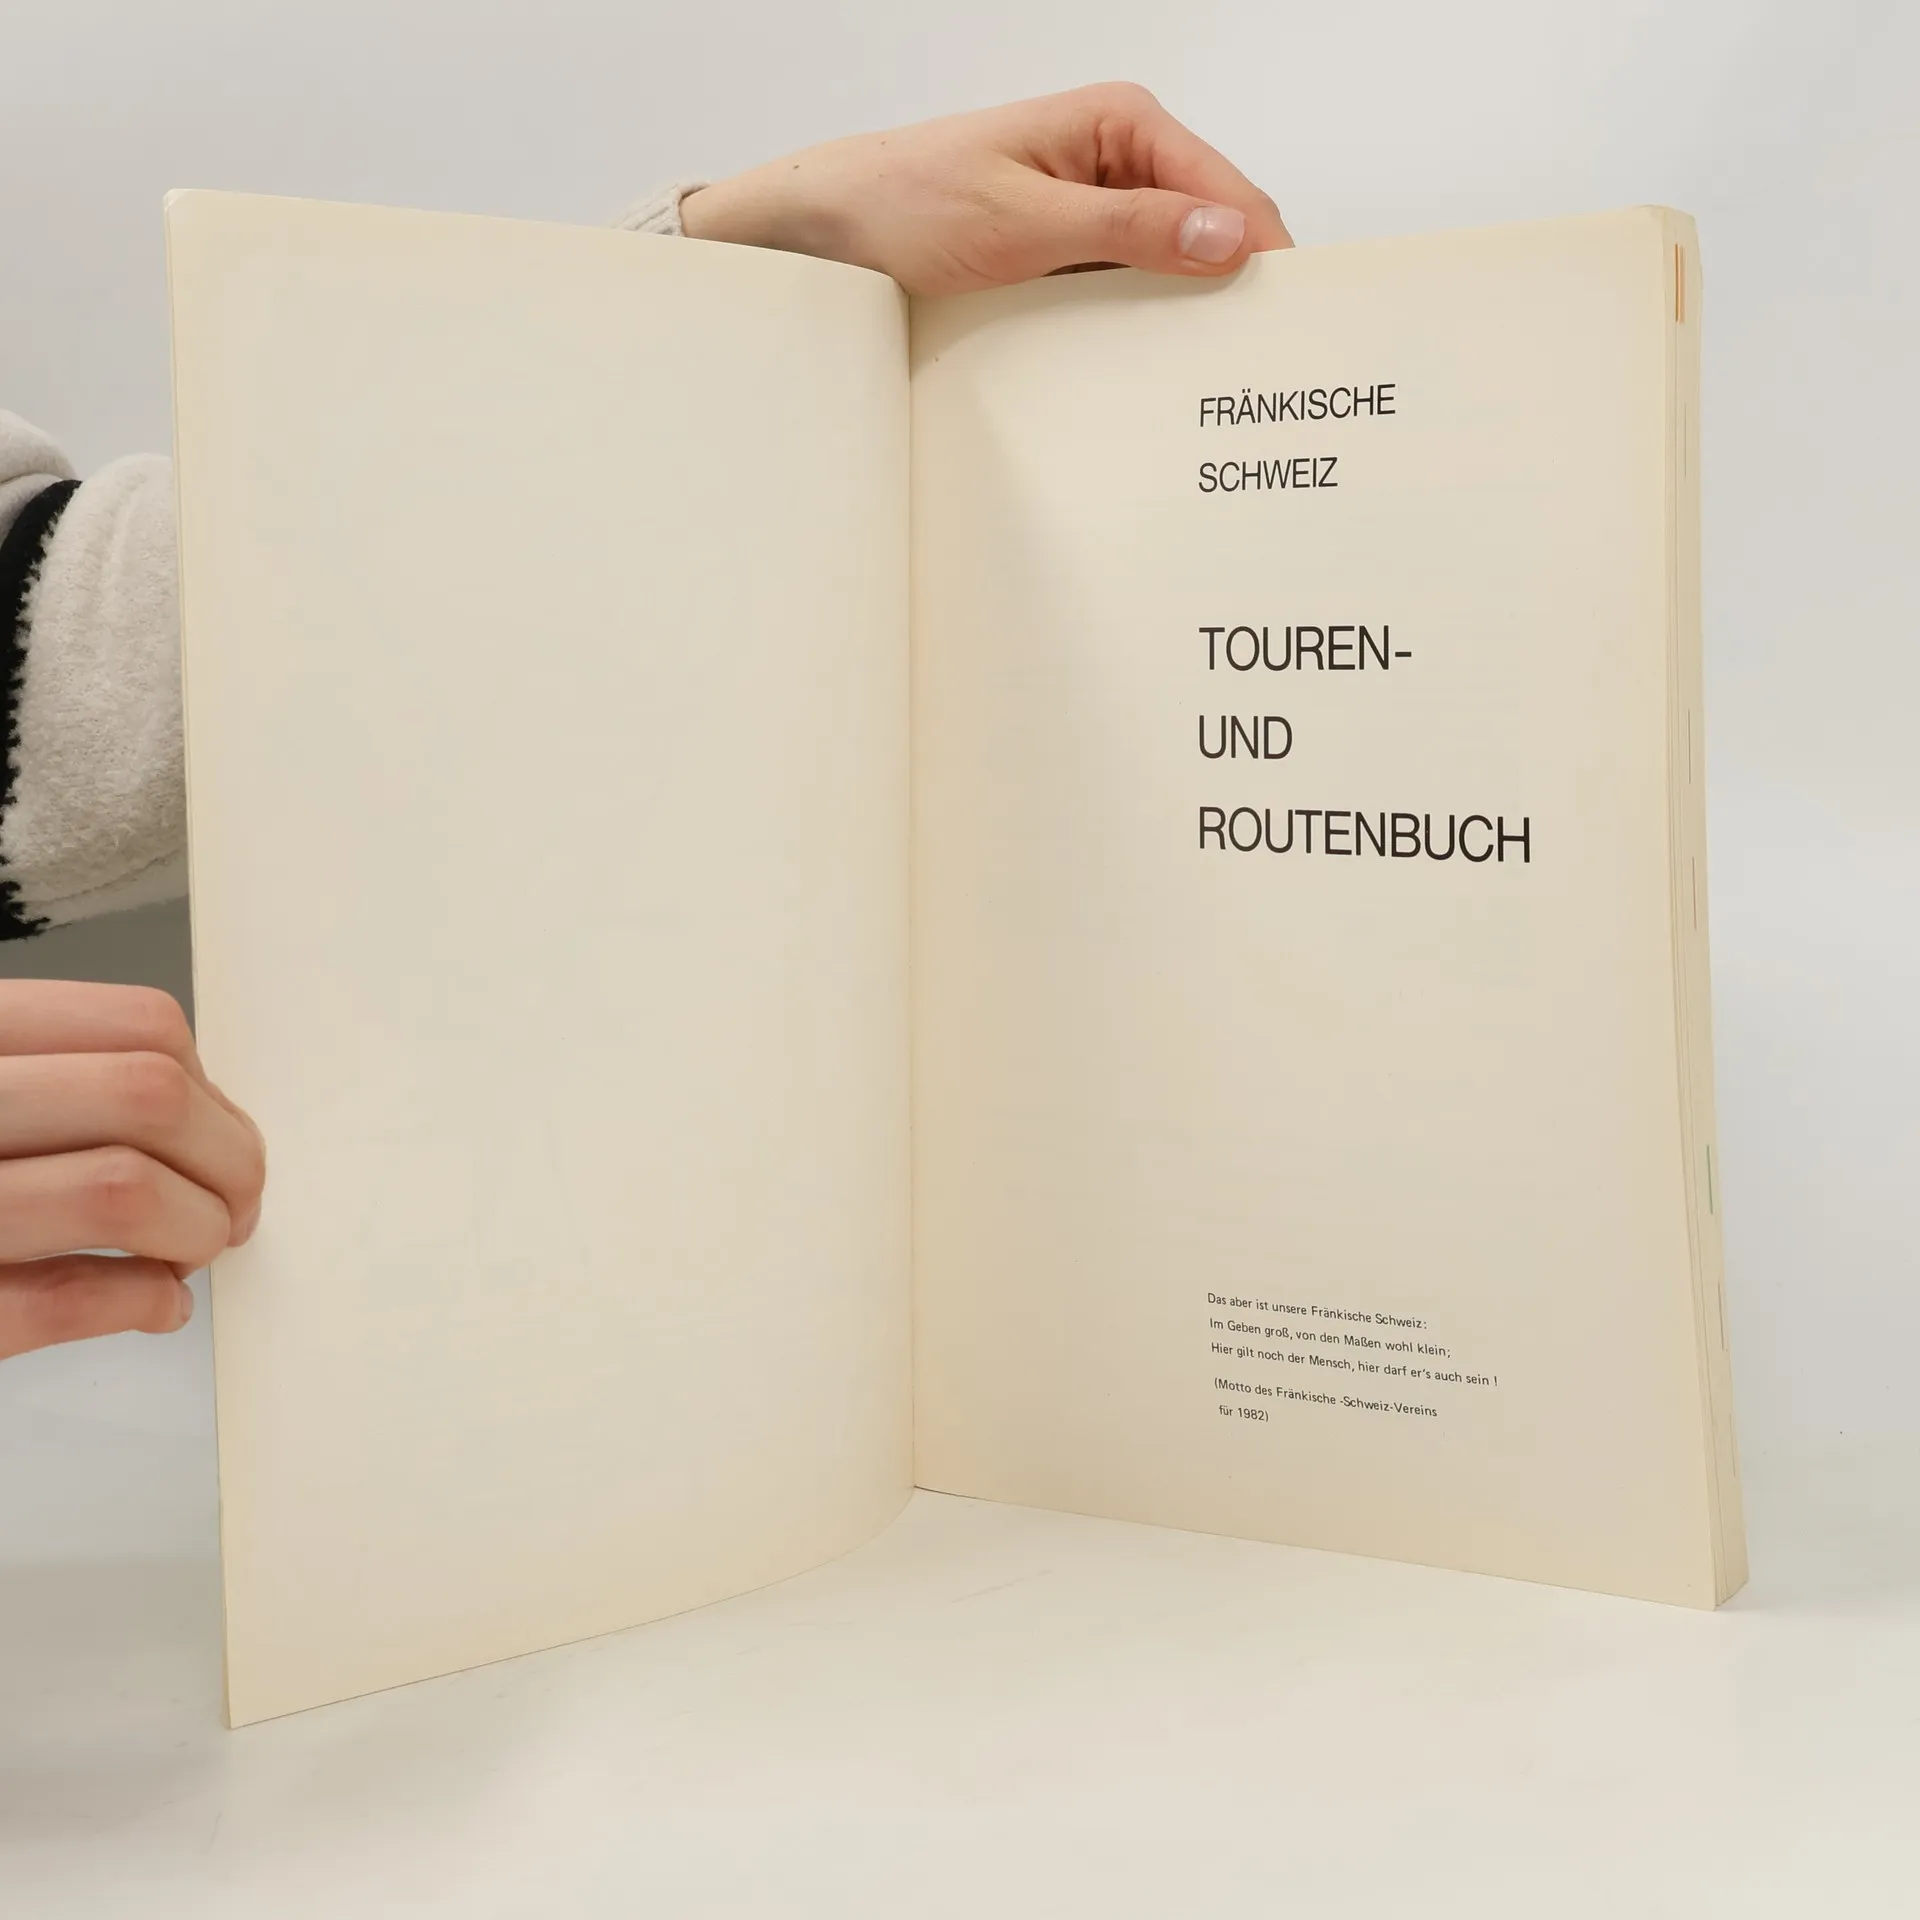 FRÄNKISCHE
SCHWEIZ
TOUREN-
UND
ROUTENBUCH
Das aber ist unsere Fränkische Schweiz:
Im Geben groß, von den Maßen wohl klein;
Hier gilt noch der Mensch, hier darf er's auch sein !
(Motto des Fränkische -Schweiz-Vereins
für 1982)